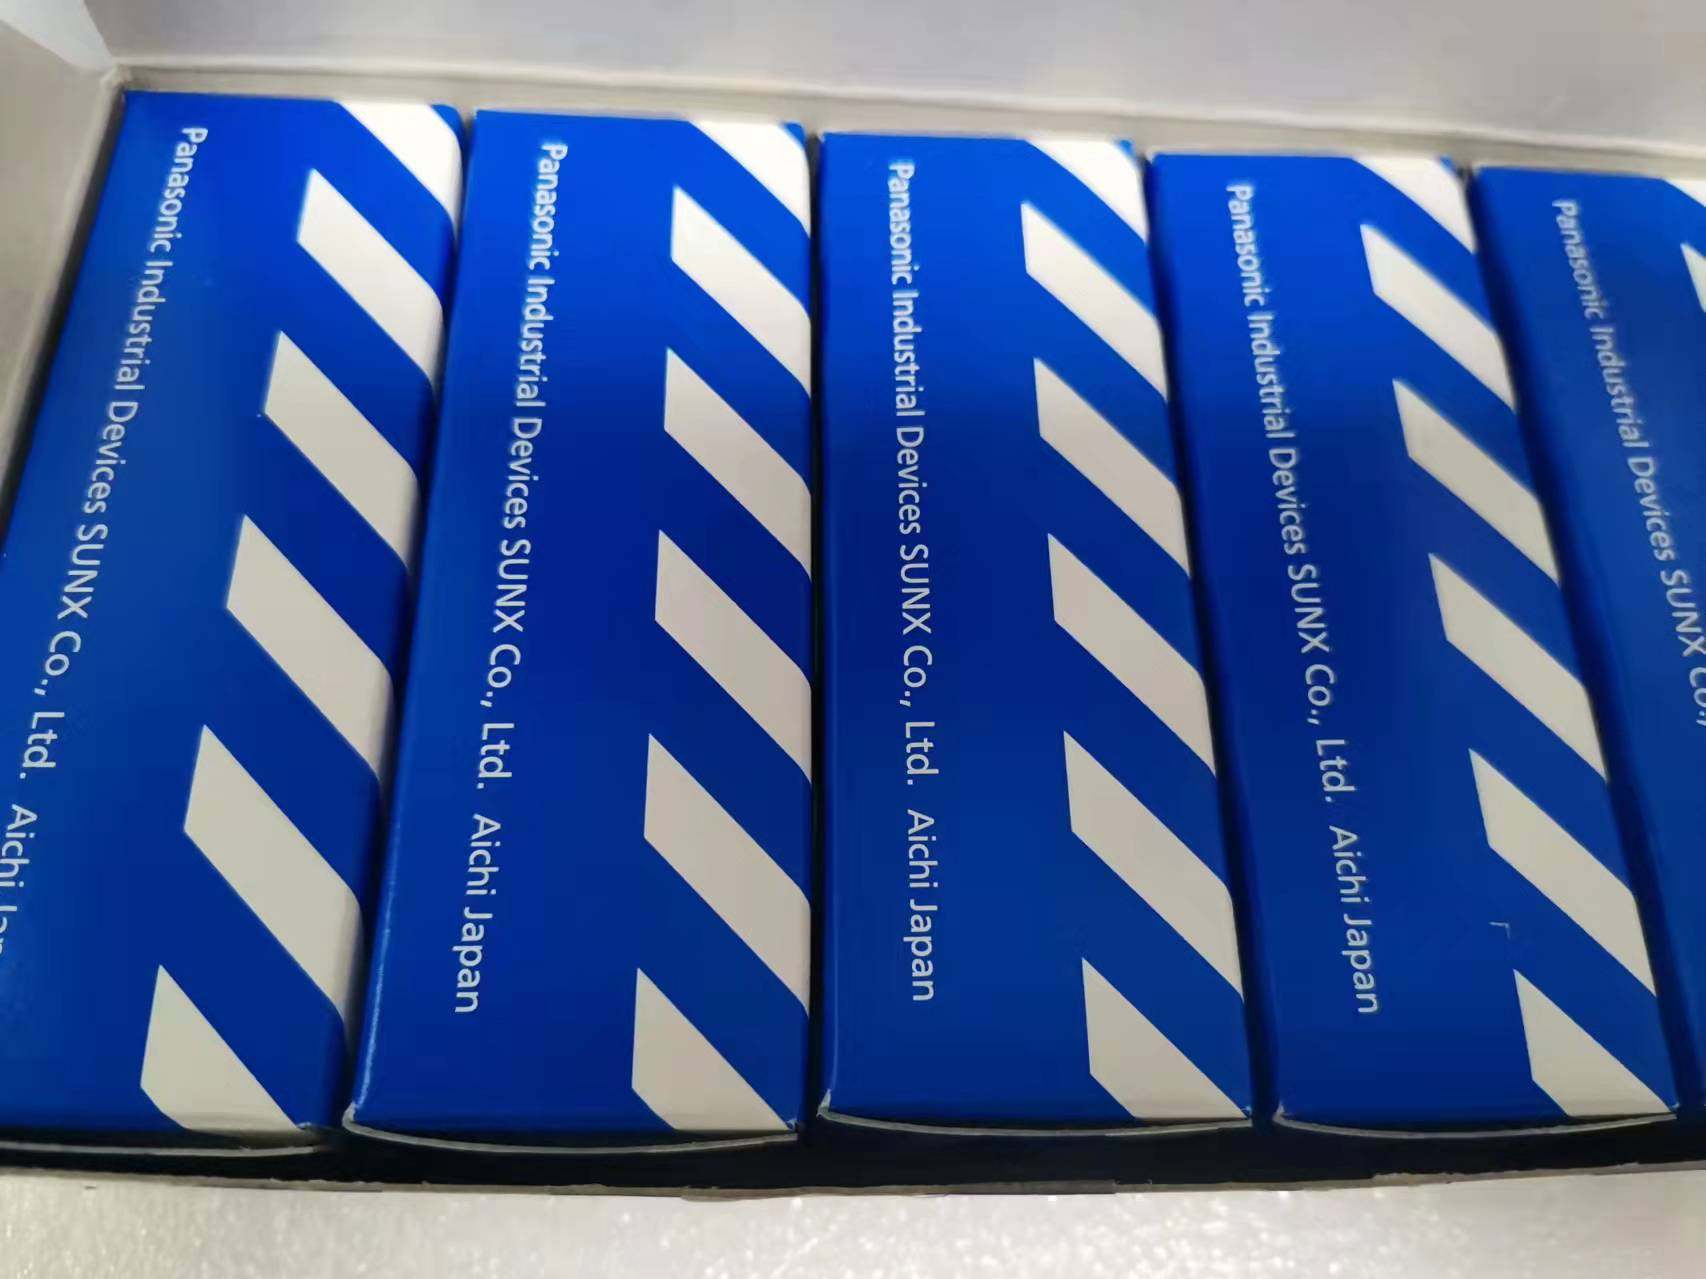 Panasonic Industrial Devices SUNX Co., Ltd. Aichi
Panasonic Industrial Devices SUNX Co., Ltd. Aichi Japan
Panasonic Industrial Devices SUNX Co., Ltd. Aichi Japan
Panasonic Industrial Devices SUNX Co., Ltd. Aichi Japan
Panasonic Industrial Devices SUNX Co.,